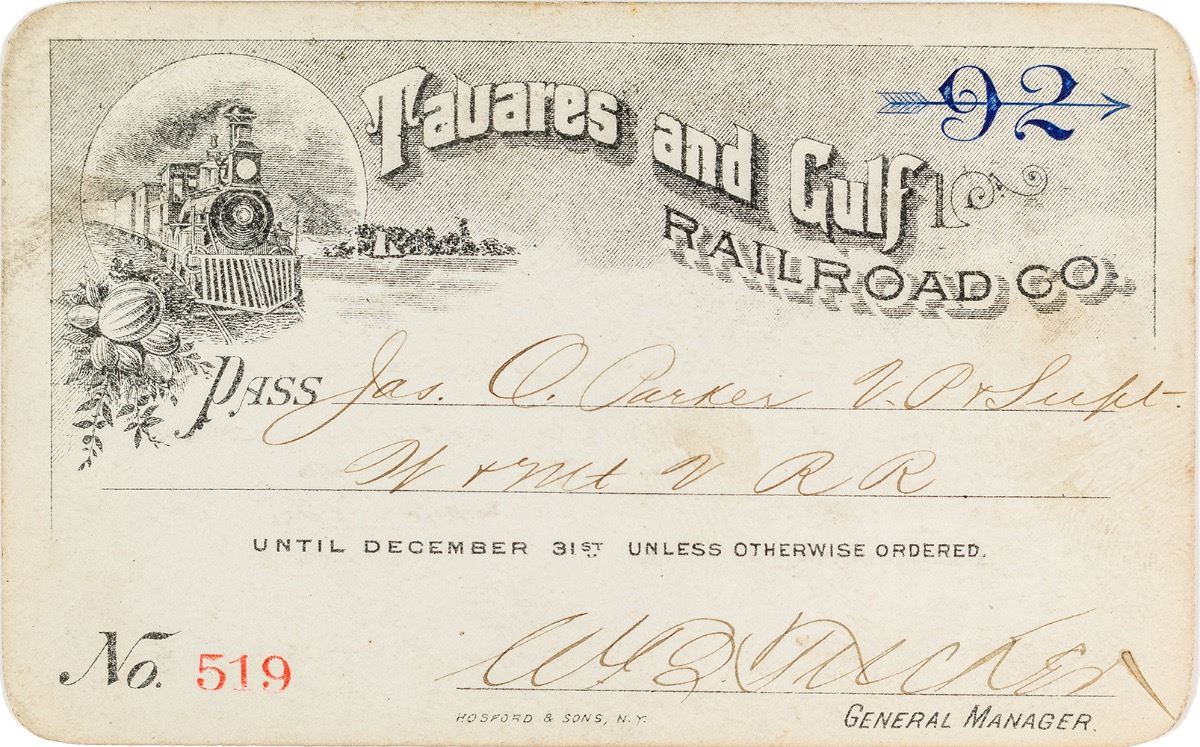 Tavares and Gulf
92
RAILROAD CO.
PASS Jas. O. Parker V.P & Supt.
W & Mt V R R
UNTIL DECEMBER 31ST UNLESS OTHERWISE ORDERED.
No. 519
W B Tucker
HOSFORD & SONS, N.Y.
GENERAL MANAGER.